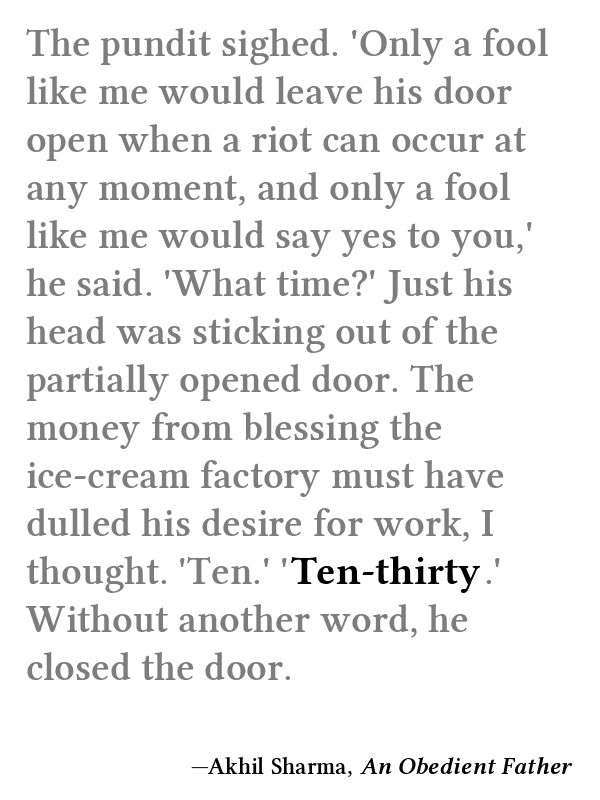 The pundit sighed. 'Only a fool
like me would leave his door
open when a riot can occur at
any moment, and only a fool
like me would say yes to you,'
he said. 'What time?' Just his
head was sticking out of the
partially opened door. The
money from blessing the
ice-cream factory must have
dulled his desire for work, I
thought. 'Ten.' 'Ten-thirty.'
Without another word, he
closed the door.
—Akhil Sharma, An Obedient Father